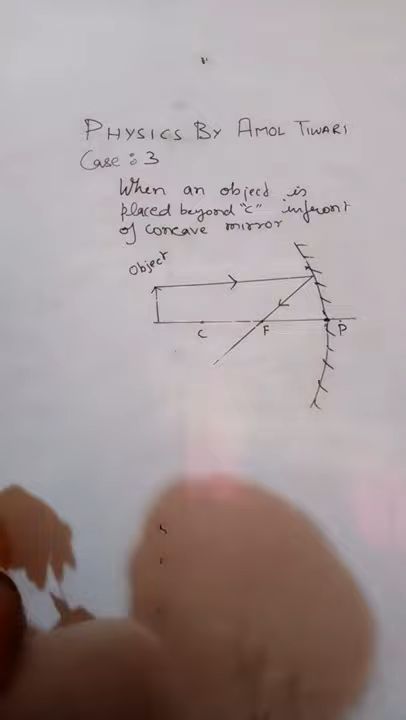 PHYSICS BY AMOL TIWARI
Case : 3
When an object is
placed beyond "C" infront
of concave mirror
Object
C F P